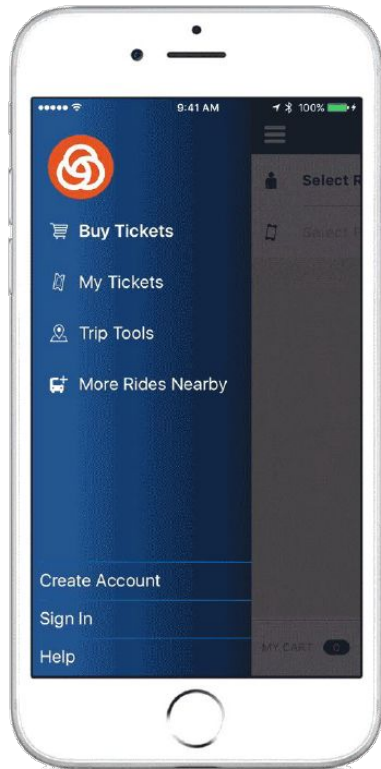 9:41 AM
100%
Buy Tickets
My Tickets
Trip Tools
More Rides Nearby
Create Account
Sign In
Help
Select R
Select
MY CART 0